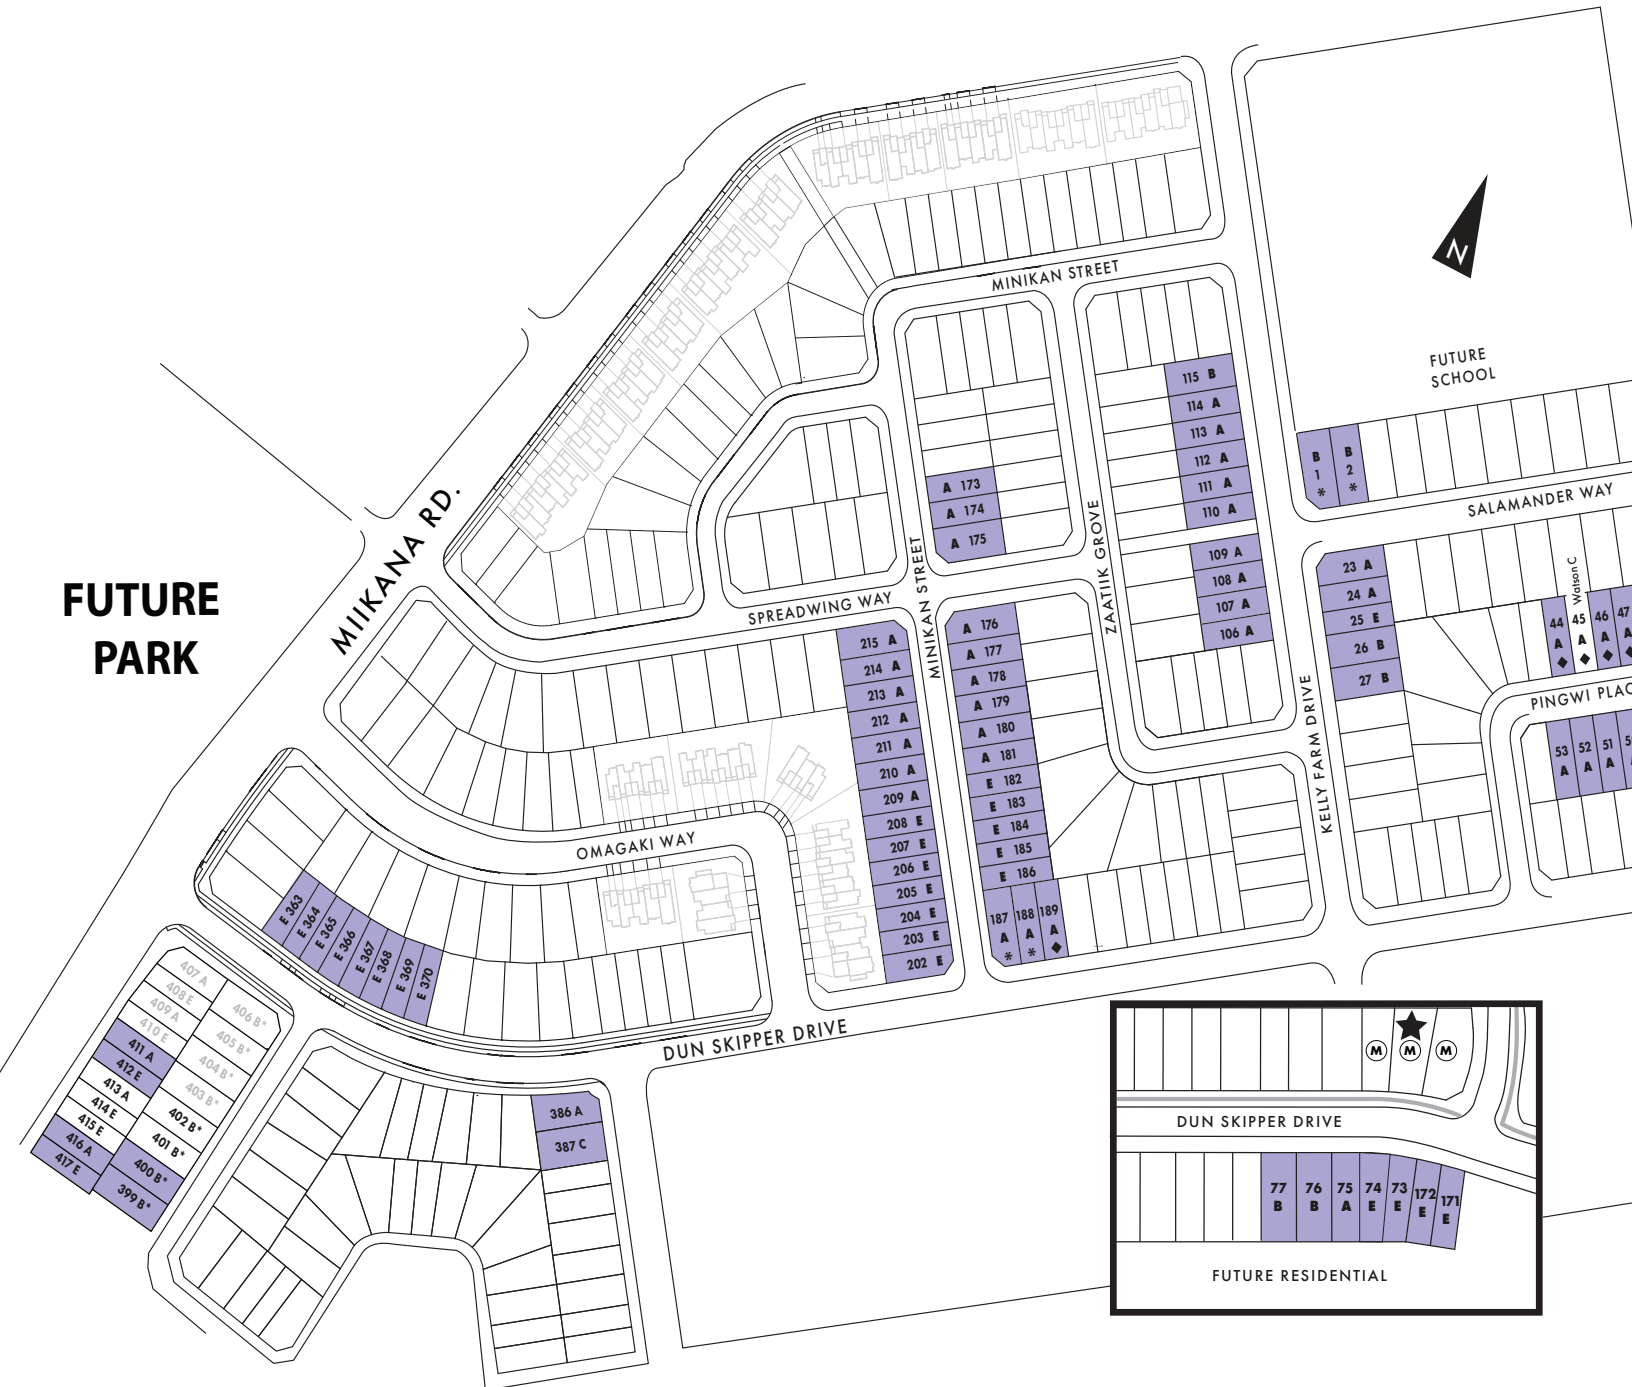 MINIKAN STREET
N
FUTURE
SCHOOL
115 B
114 A
113 A
112 A
111 A
110 A
109 A
108 A
107 A
106 A
B
1
*
B
2
*
SALAMANDER WAY
A 173
A 174
A 175
MIIKANA RD.
FUTURE
PARK
SPREADWING WAY
MINIKAN STREET
ZAATIIK GROVE
KELLY FARM DRIVE
23 A
24 A
25 E
26 B
27 B
44
A
◆
Watson C
45
A
◆
46
A
◆
47
A
◆
PINGWI PLAC
53
A
52
A
51
A
215 A
214 A
213 A
212 A
211 A
210 A
209 A
208 E
207 E
206 E
205 E
204 E
203 E
202 E
A 176
A 177
A 178
A 179
A 180
A 181
E 182
E 183
E 184
E 185
E 186
187
A
*
188
A
*
189
A
◆
OMAGAKI WAY
E 363
E 364
E 365
E 366
E 367
E 368
E 369
E 370
DUN SKIPPER DRIVE
407 A
408 E
409 A
410 E
411 A
412 E
413 A
414 E
415 E
416 A
417 E
406 B*
405 B*
404 B*
403 B*
402 B*
401 B*
400 B*
399 B*
386 A
387 C
M
M
M
DUN SKIPPER DRIVE
77
B
76
B
75
A
74
E
73
E
172
E
171
E
FUTURE RESIDENTIAL